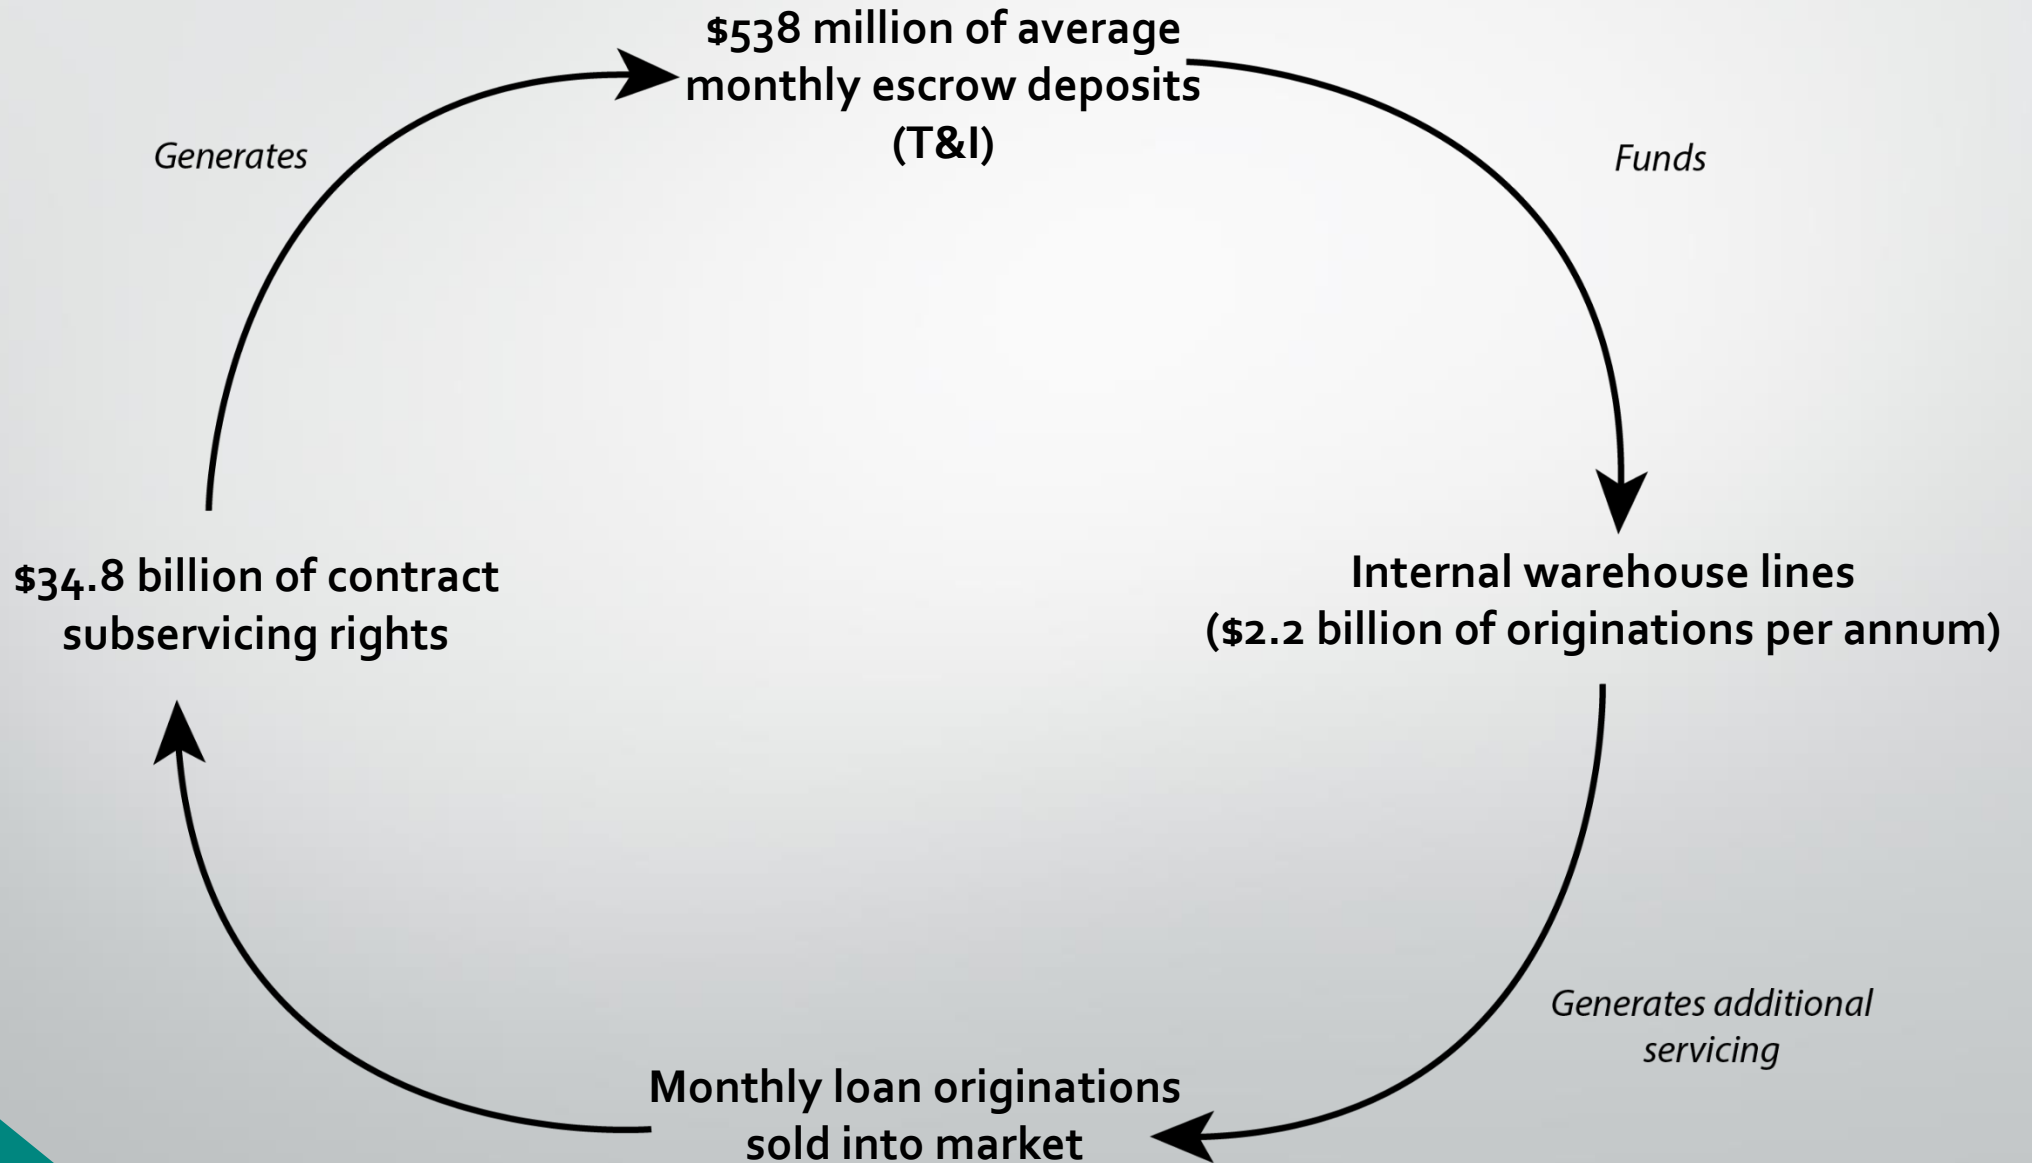 $538 million of average
monthly escrow deposits
(T&I)
Generates
Funds
$34.8 billion of contract
subservicing rights
Internal warehouse lines
($2.2 billion of originations per annum)
Generates additional
servicing
Monthly loan originations
sold into market